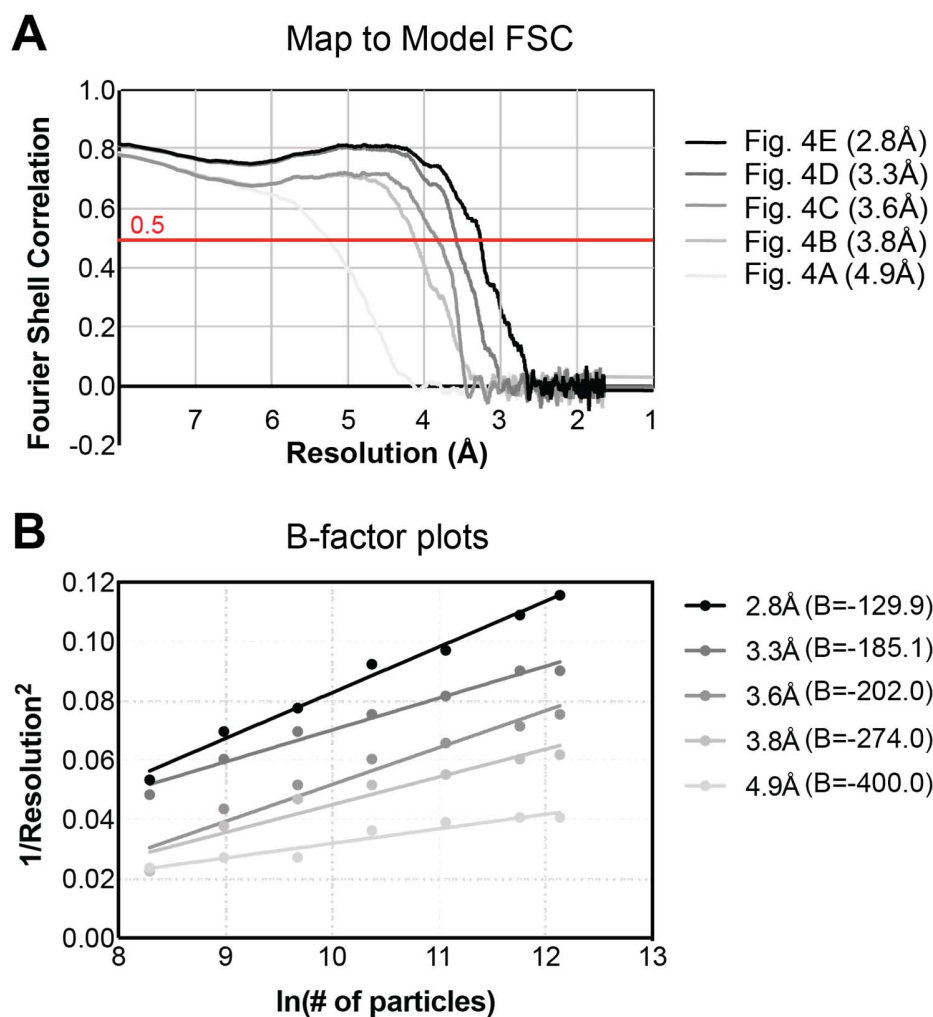 A
Map to Model FSC
Fourier Shell Correlation
1.0
0.8
0.6
0.4
0.2
0.0
-0.2
0.5
7 6 5 4 3 2 1
Resolution (Å)
Fig. 4E (2.8Å)
Fig. 4D (3.3Å)
Fig. 4C (3.6Å)
Fig. 4B (3.8Å)
Fig. 4A (4.9Å)
B
B-factor plots
1/Resolution²
0.12
0.10
0.08
0.06
0.04
0.02
0.00
8 9 10 11 12 13
ln(# of particles)
2.8Å (B=-129.9)
3.3Å (B=-185.1)
3.6Å (B=-202.0)
3.8Å (B=-274.0)
4.9Å (B=-400.0)